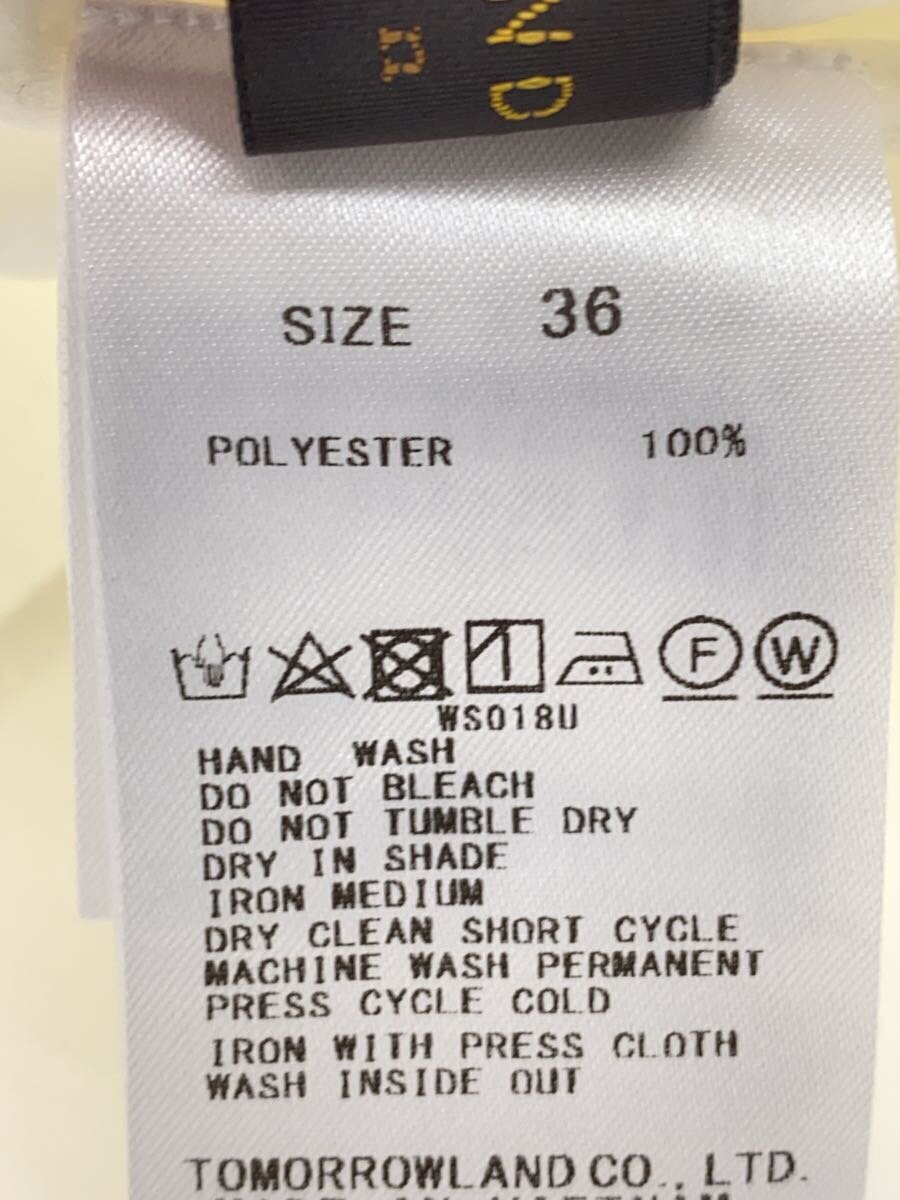 ND
SIZE 36
POLYESTER 100%
F W
WS018U
HAND WASH
DO NOT BLEACH
DO NOT TUMBLE DRY
DRY IN SHADE
IRON MEDIUM
DRY CLEAN SHORT CYCLE
MACHINE WASH PERMANENT
PRESS CYCLE COLD
IRON WITH PRESS CLOTH
WASH INSIDE OUT
TOMORROWLAND CO., LTD.